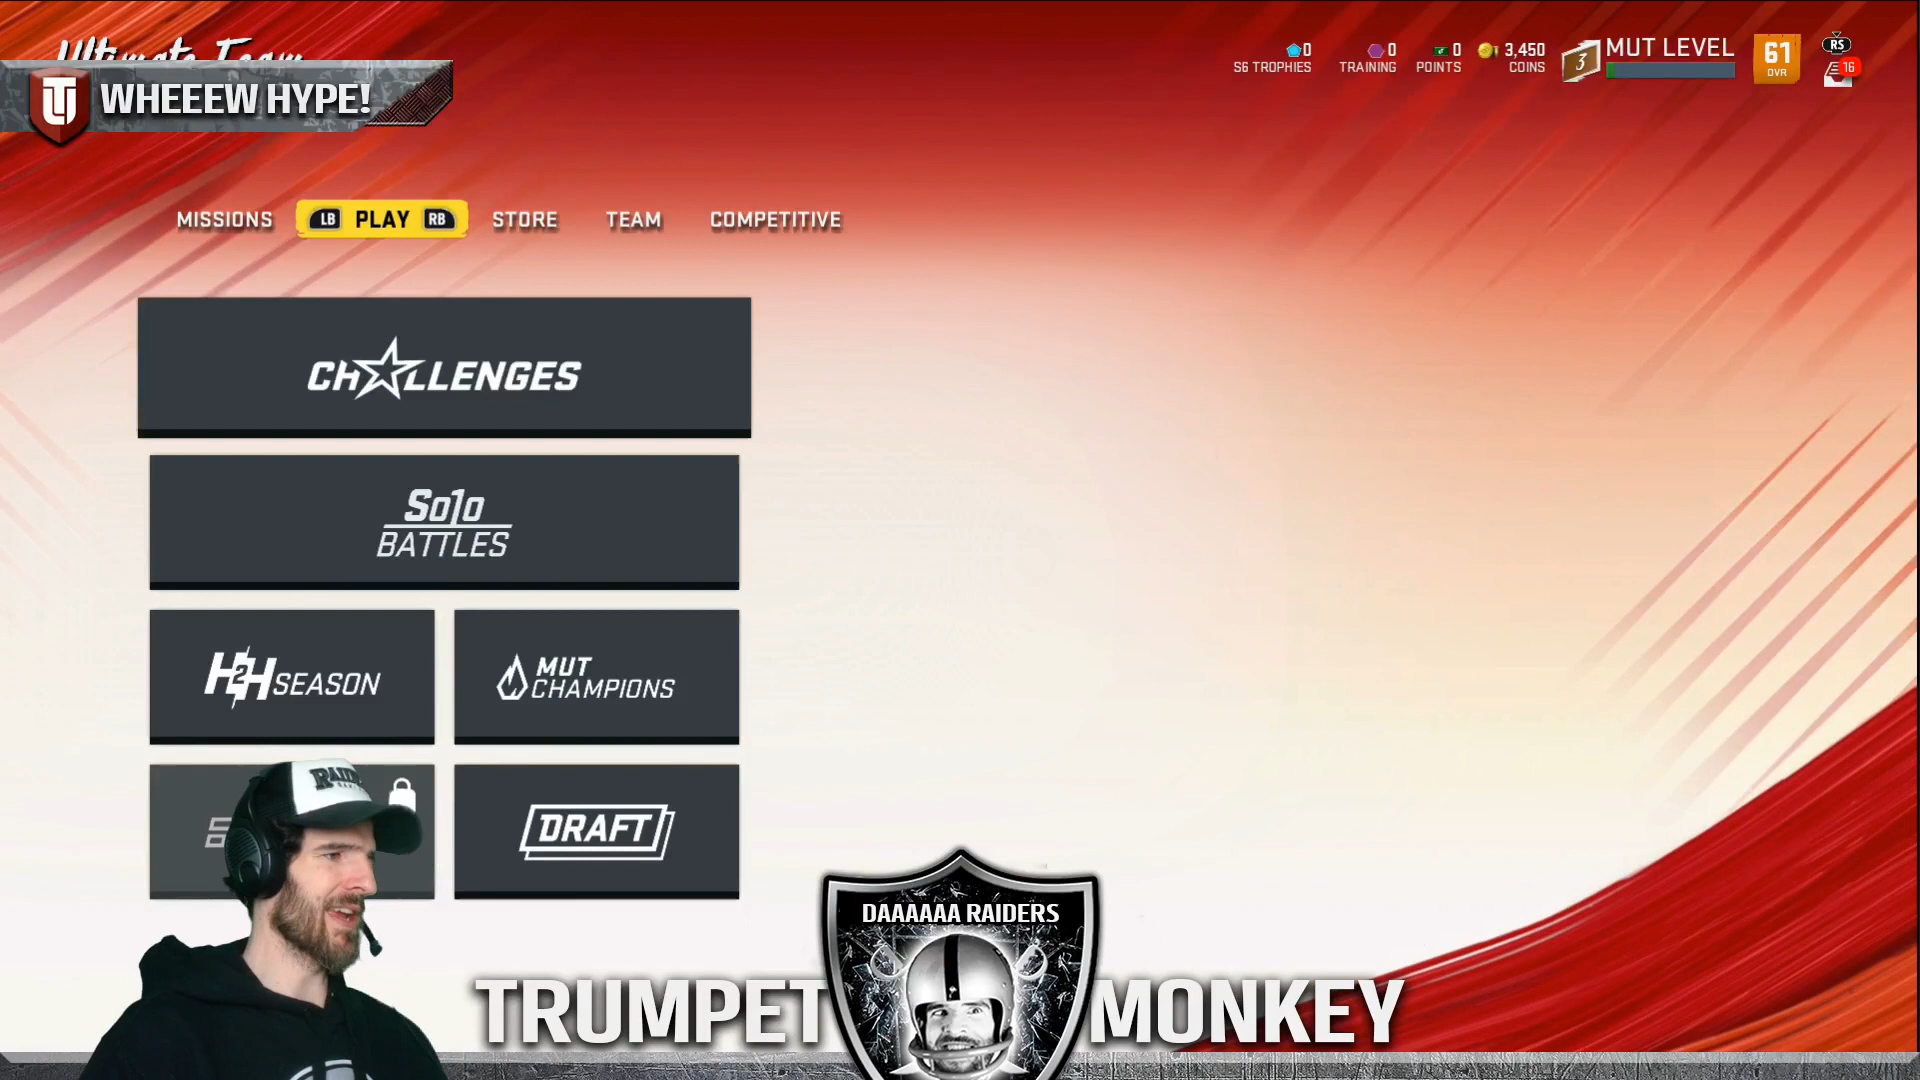 Ultimate Team
WHEEEW HYPE!
0
S6 TROPHIES
0
TRAINING
0
POINTS
3,450
COINS
3
MUT LEVEL
61
OVR
RS
16
MISSIONS
LB PLAY RB
STORE
TEAM
COMPETITIVE
CHALLENGES
Solo
BATTLES
H2H SEASON
MUT
CHAMPIONS
DRAFT
DAAAAAA RAIDERS
TRUMPET MONKEY